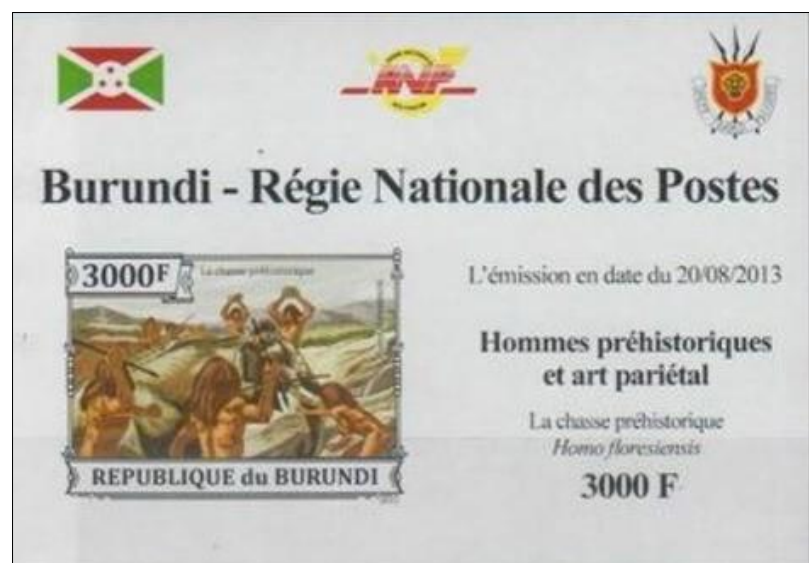 RNP
Burundi - Régie Nationale des Postes
3000F
La chasse préhistorique
REPUBLIQUE du BURUNDI
L'émission en date du 20/08/2013
Hommes préhistoriques
et art pariétal
La chasse préhistorique
Homo floresiensis
3000 F